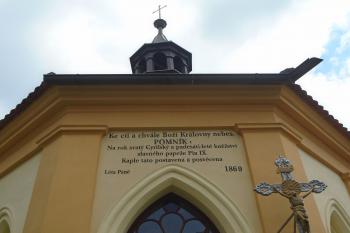 Ke cti a chvále Boží Královny nebes.
POMNÍK
Na rok svatý Cyrilský a padesátileté kněžství
slavného papeže Pia IX.
Kaple tato postavena a posvěcena
Léta Páně 1869